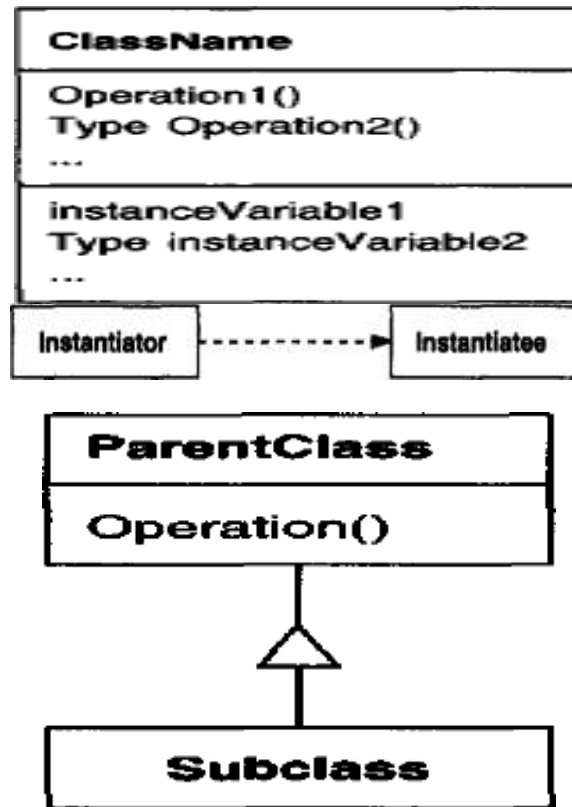 ClassName
Operation1()
Type Operation2()
...
instanceVariable1
Type instanceVariable2
...
Instantiator
Instantiatee
ParentClass
Operation()
Subclass